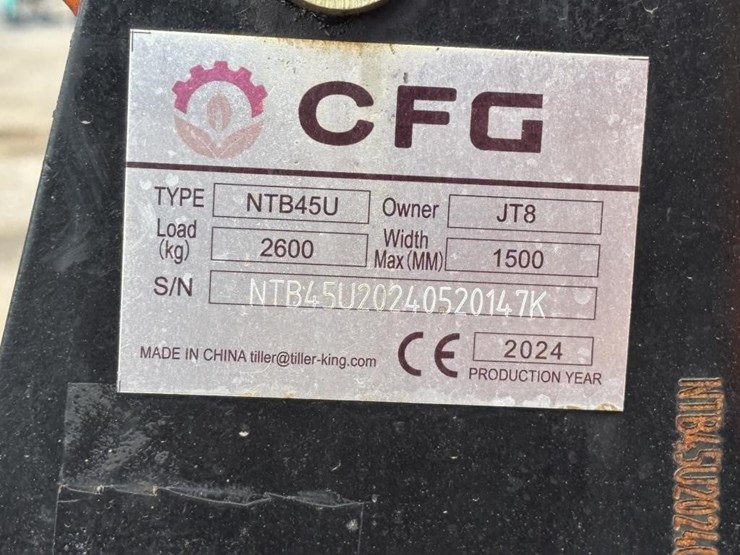 CFG
TYPE NTB45U Owner JT8
Load (kg) 2600 Width Max(MM) 1500
S/N NTB45U20240520147K
MADE IN CHINA tiller@tiller-king.com CE 2024
PRODUCTION YEAR
NTB45U2024